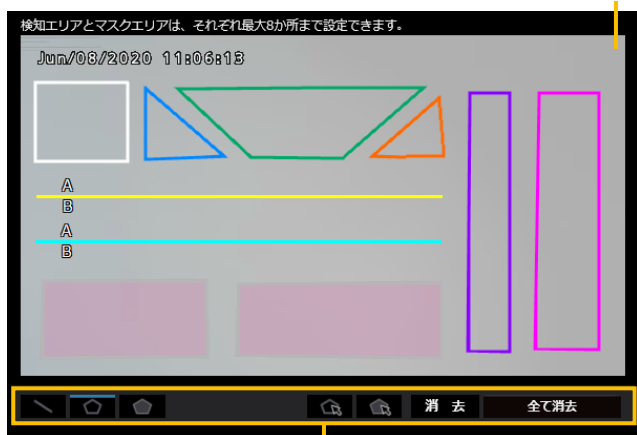 検知エリアとマスクエリアは、それぞれ最大8か所まで設定できます。
Jun/08/2020 11:06:13
A
B
A
B
消 去
全て消去